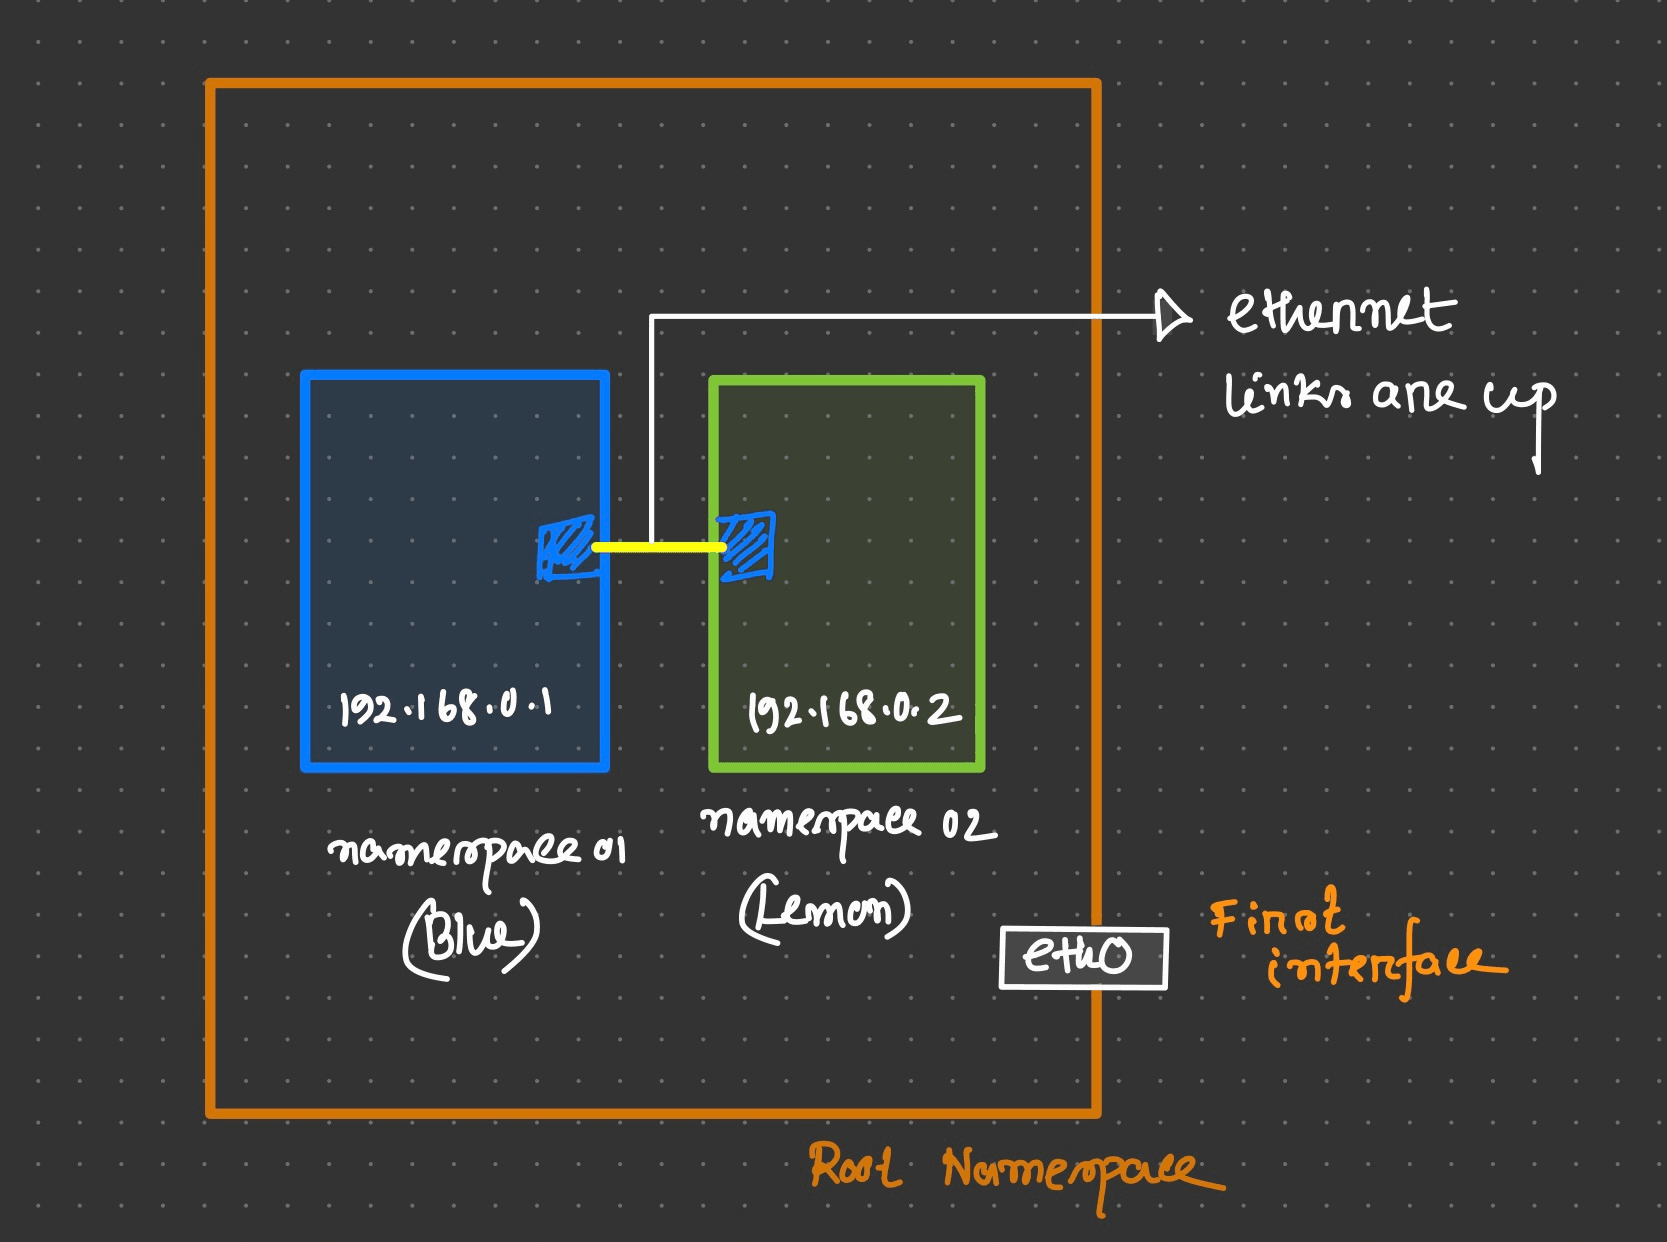 ethernet
links are up
192.168.0.1
192.168.0.2
namespace 01
(Blue)
namespace 02
(Lemon)
eth0
First
interface
Root Namespace